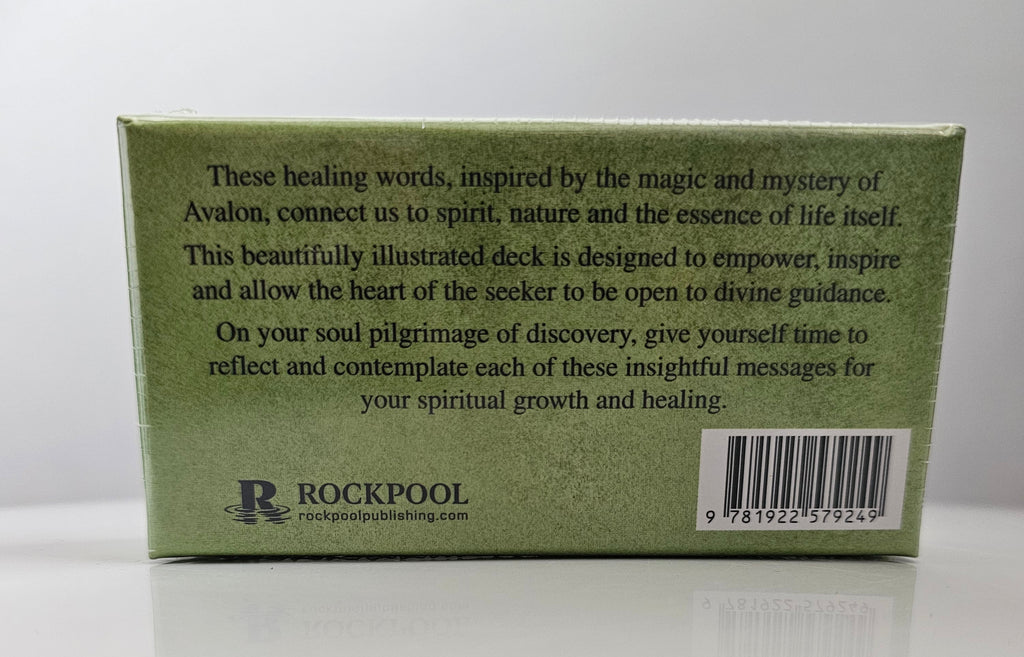 These healing words, inspired by the magic and mystery of
Avalon, connect us to spirit, nature and the essence of life itself.
This beautifully illustrated deck is designed to empower, inspire
and allow the heart of the seeker to be open to divine guidance.
On your soul pilgrimage of discovery, give yourself time to
reflect and contemplate each of these insightful messages for
your spiritual growth and healing.
R ROCKPOOL
rockpoolpublishing.com
9 781922 579249